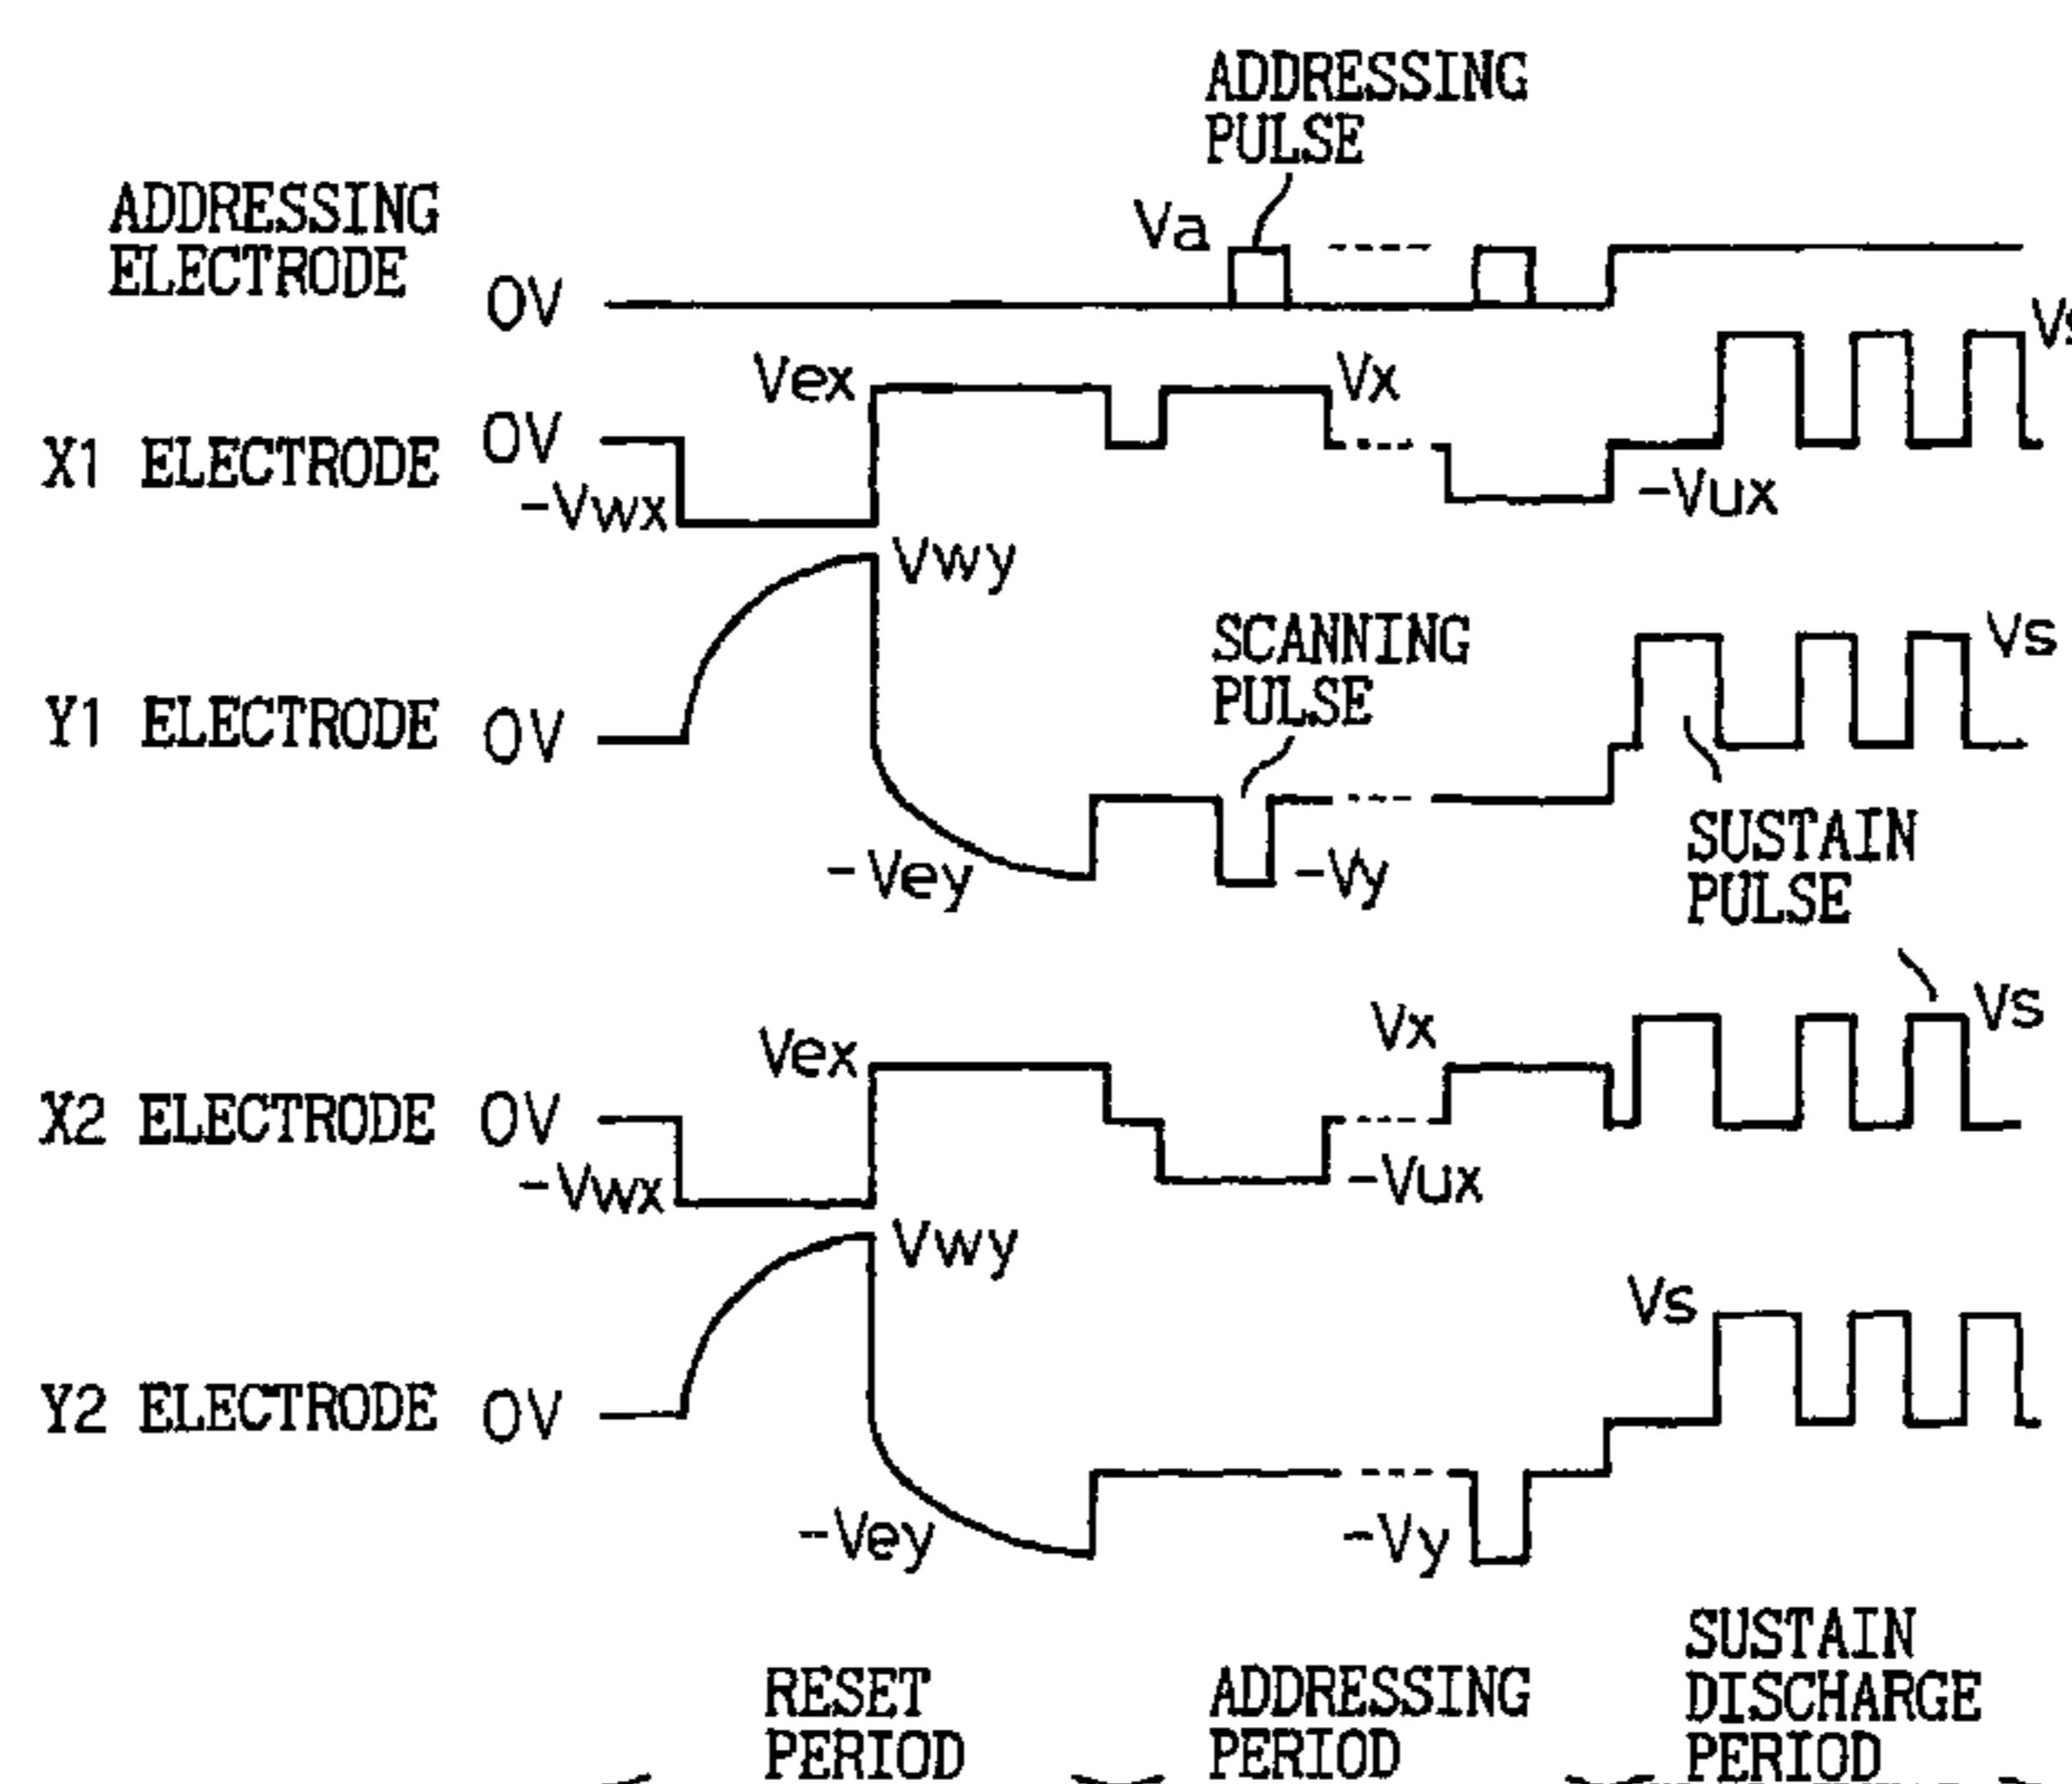 ADDRESSING
PULSE
ADDRESSING
ELECTRODE
Va
0V
Vex
Vx
X1 ELECTRODE
0V
-Vwx
-Vux
Vwy
Y1 ELECTRODE
0V
SCANNING
PULSE
Vs
-Vey
-Vy
SUSTAIN
PULSE
X2 ELECTRODE
0V
Vex
Vx
Vs
-Vwx
-Vux
Vwy
Y2 ELECTRODE
0V
Vs
-Vey
-Vy
RESET
PERIOD
ADDRESSING
PERIOD
SUSTAIN
DISCHARGE
PERIOD